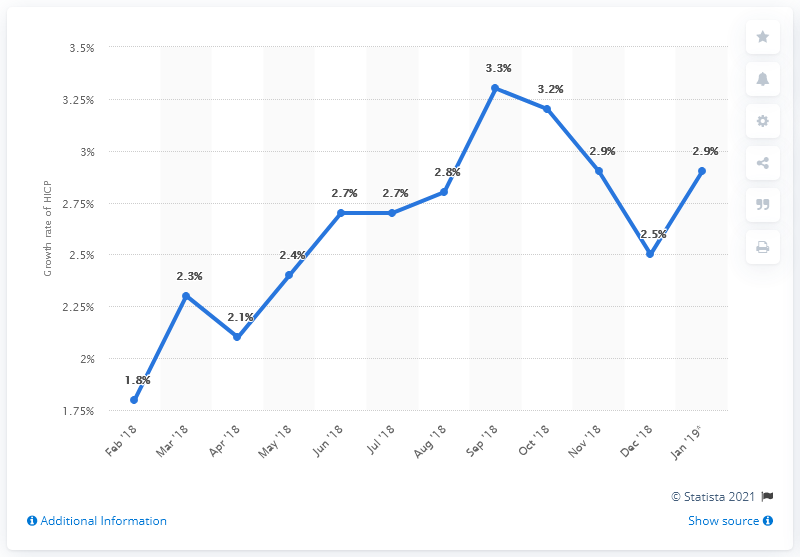 3.5%
3.25%
3%
2.75%
2.5%
2.25%
2%
1.75%
Growth rate of HICP
1.8%
2.3%
2.1%
2.4%
2.7%
2.7%
2.8%
3.3%
3.2%
2.9%
2.5%
2.9%
Feb '18
Mar '18
Apr '18
May '18
Jun '18
Jul '18
Aug '18
Sep '18
Oct '18
Nov '18
Dec '18
Jan '19*
© Statista 2021
Additional Information
Show source